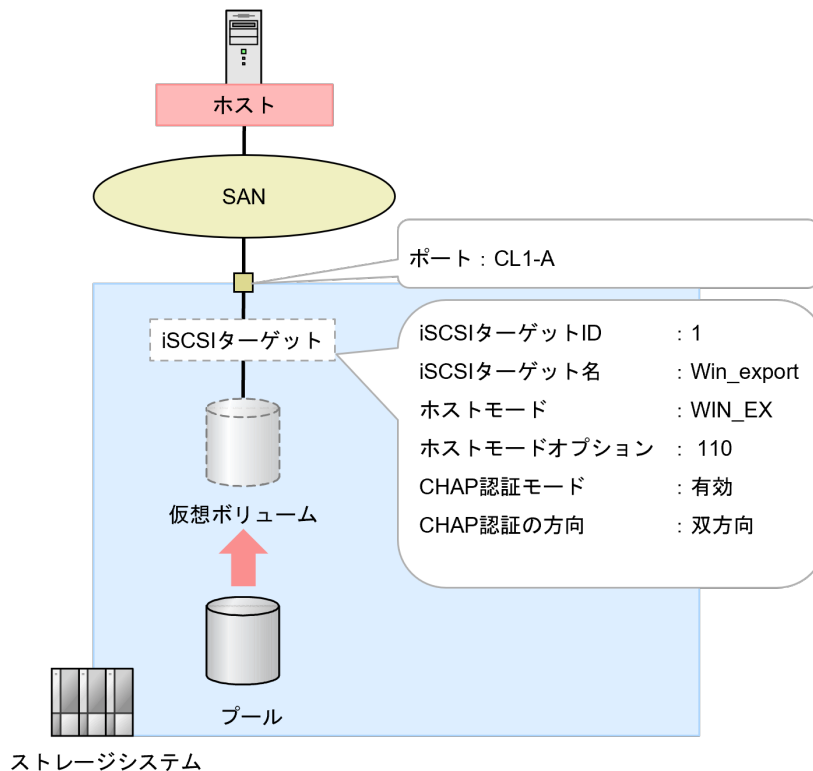 ホスト
SAN
ポート：CL1-A
iSCSIターゲット
iSCSIターゲットID ：1
iSCSIターゲット名 ：Win_export
ホストモード ：WIN_EX
ホストモードオプション ： 110
CHAP認証モード ：有効
CHAP認証の方向 ：双方向
仮想ボリューム
プール
ストレージシステム